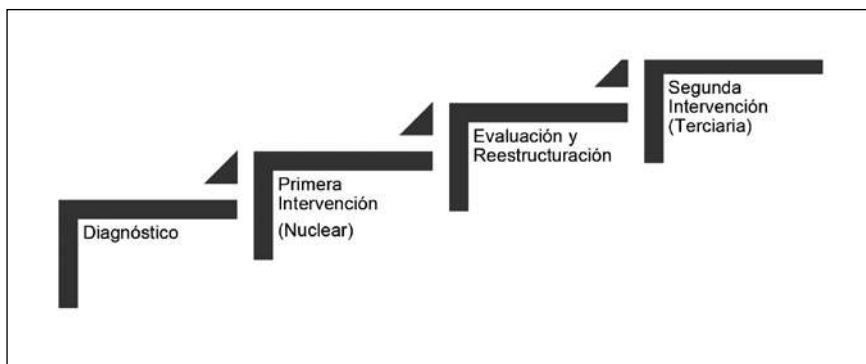 Diagnóstico
Primera
Intervención
(Nuclear)
Evaluación y
Reestructuración
Segunda
Intervención
(Terciaria)